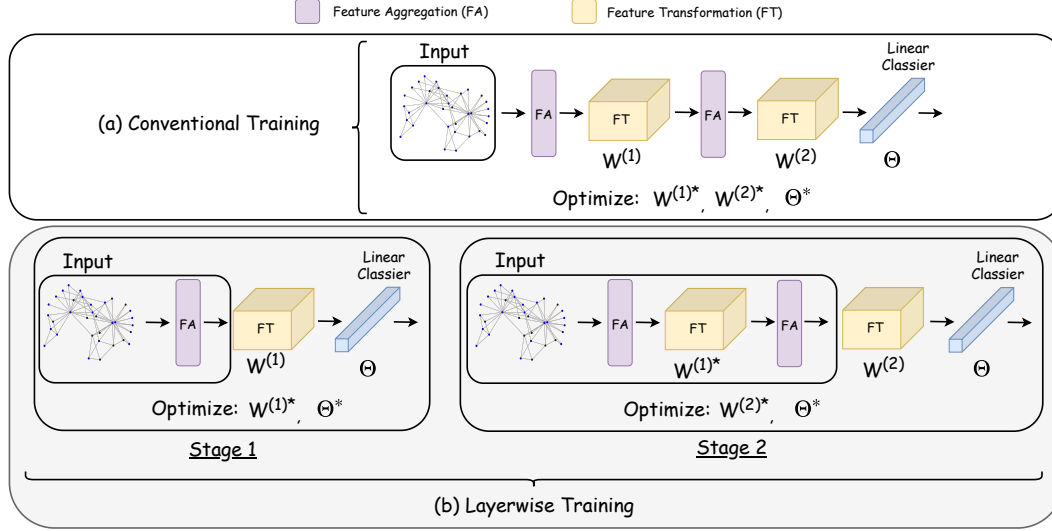 Feature Aggregation (FA)
Feature Transformation (FT)
(a) Conventional Training
Input
FA
FT
W(1)
FA
FT
W(2)
Linear
Classier
Θ
Optimize: W(1)*, W(2)*, Θ*
Input
FA
FT
W(1)
Linear
Classier
Θ
Optimize: W(1)*, Θ*
Stage 1
Input
FA
FT
W(1)*
FA
FT
W(2)
Linear
Classier
Θ
Optimize: W(2)*, Θ*
Stage 2
(b) Layerwise Training